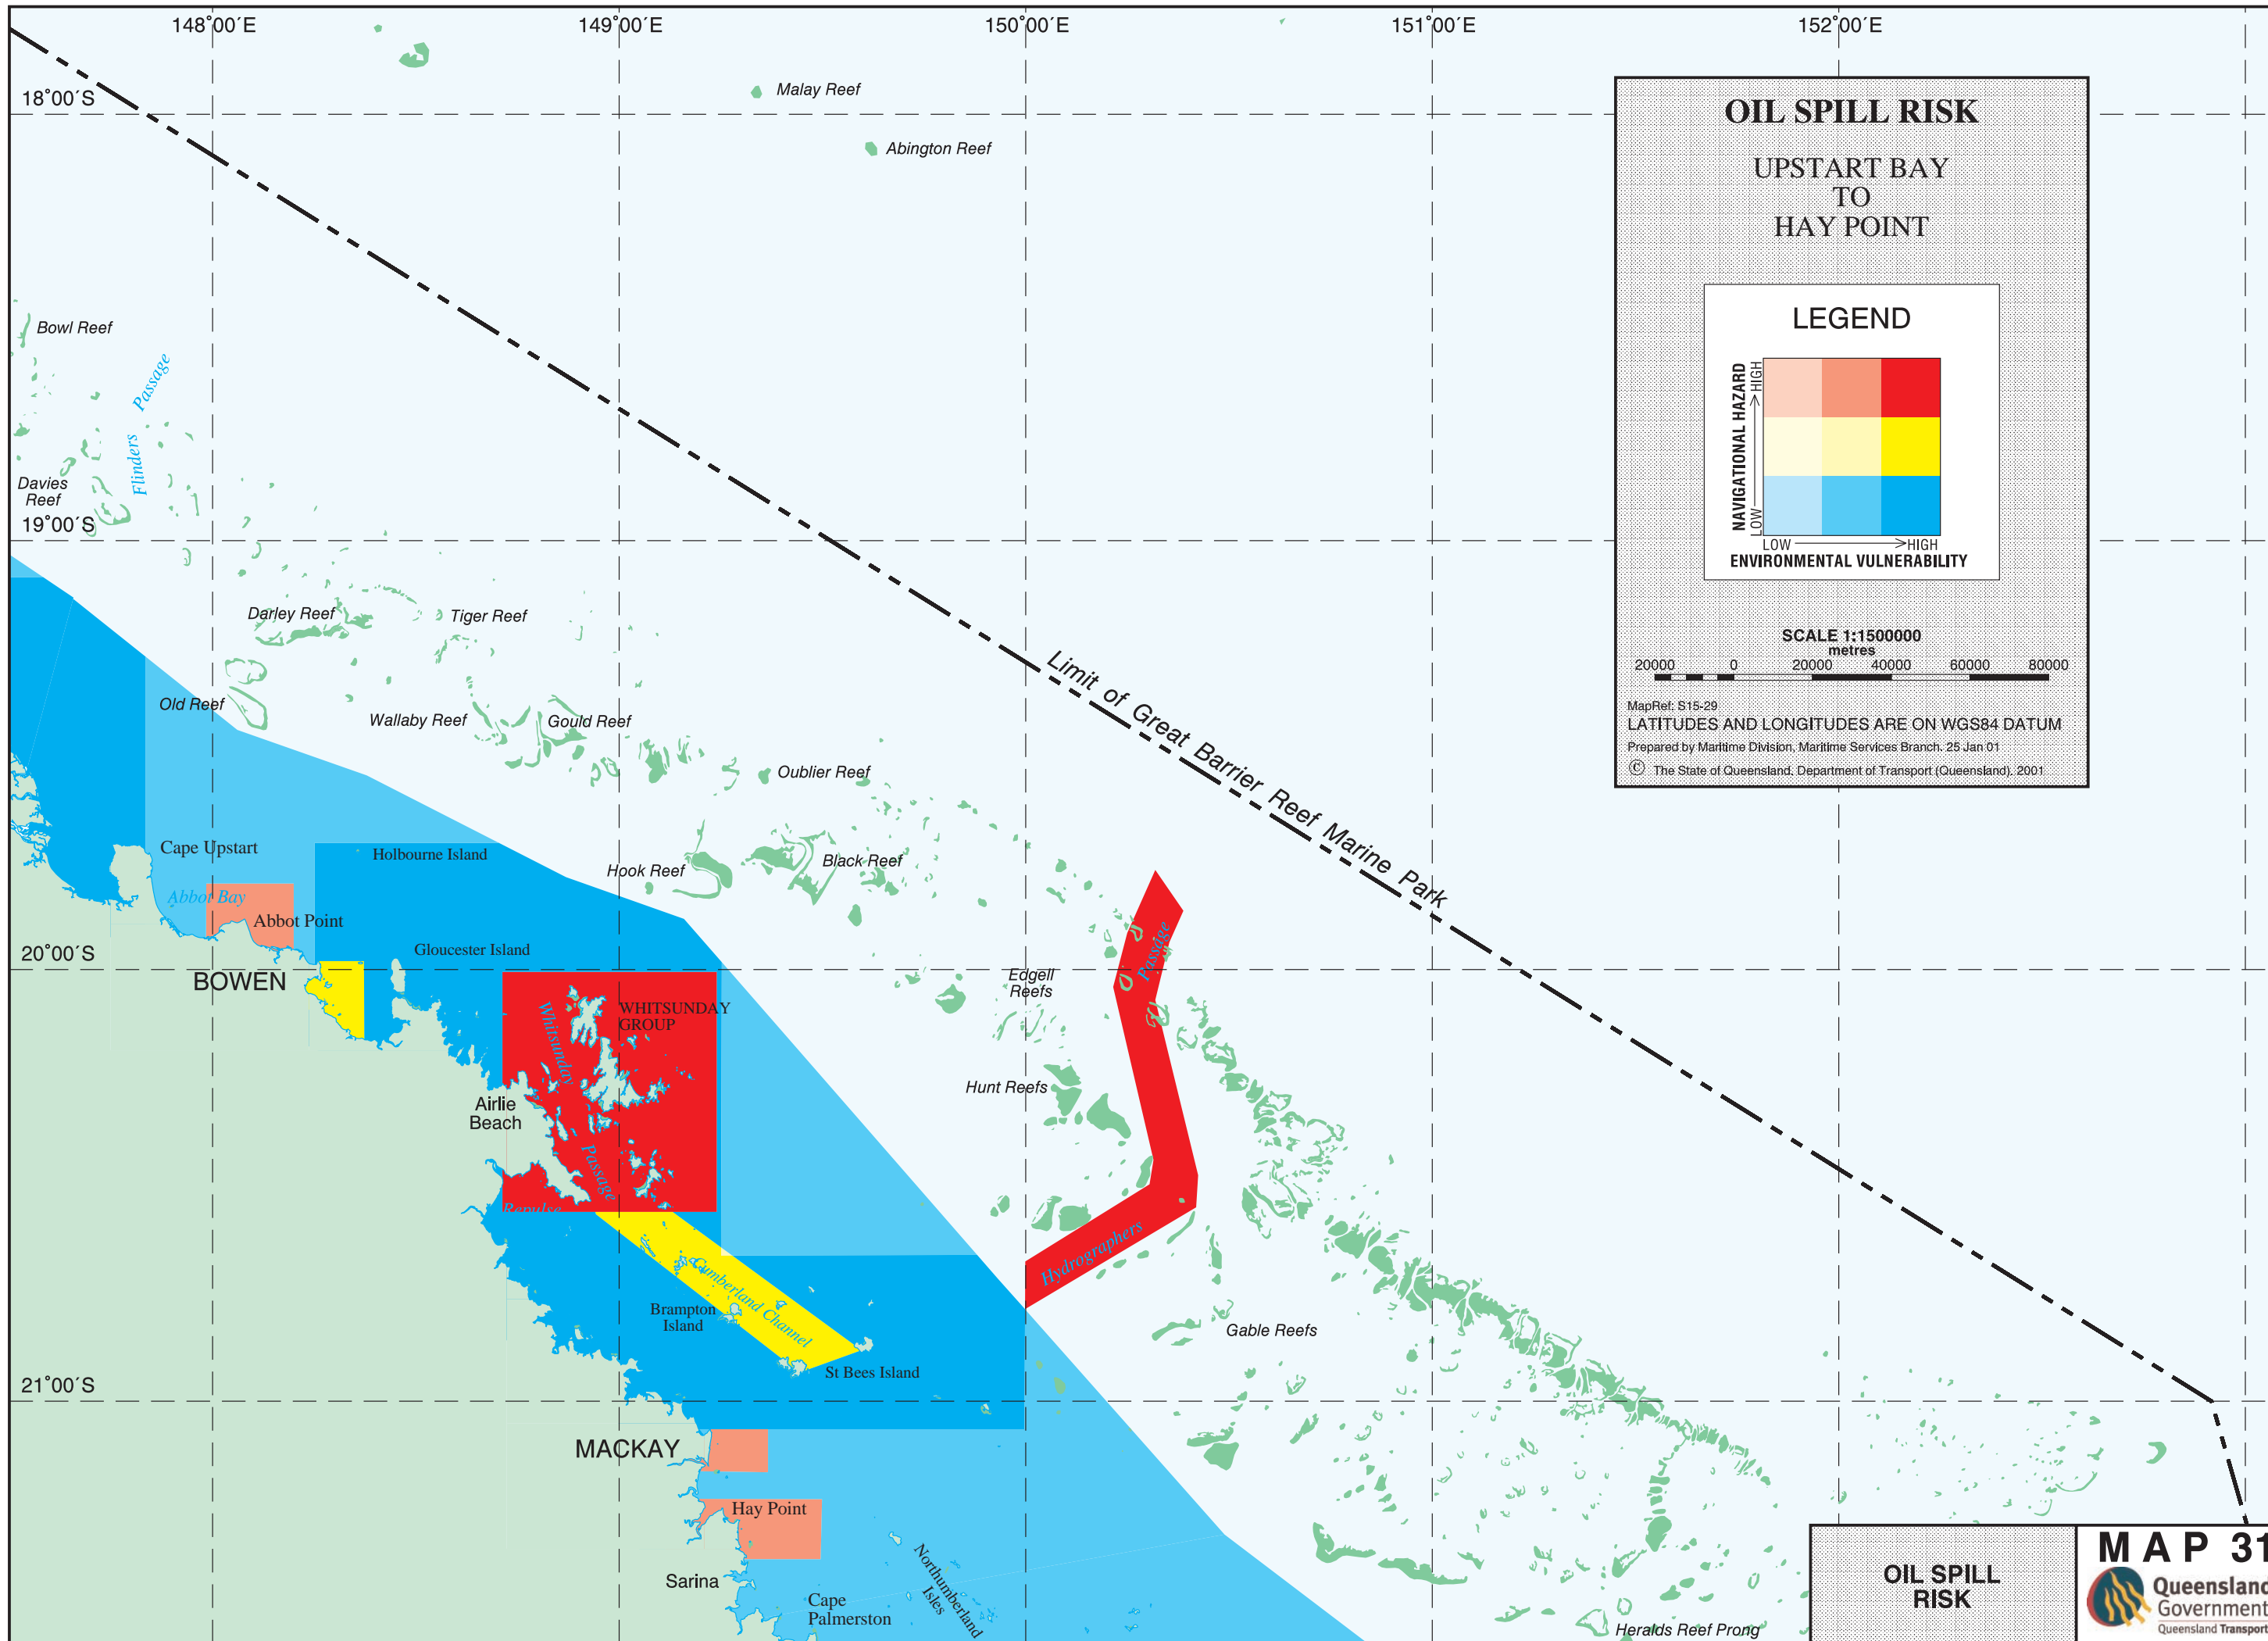 148°00´E
149°00´E
150°00´E
151°00´E
152°00´E
18°00´S
Malay Reef
Abington Reef
OIL SPILL RISK
UPSTART BAY
TO
HAY POINT
LEGEND
NAVIGATIONAL HAZARD
LOW
HIGH
LOW
HIGH
ENVIRONMENTAL VULNERABILITY
SCALE 1:1500000
metres
20000 0 20000 40000 60000 80000
MapRef: S15-29
LATITUDES AND LONGITUDES ARE ON WGS84 DATUM
Prepared by Maritime Division, Maritime Services Branch. 25 Jan 01
© The State of Queensland, Department of Transport (Queensland). 2001
Bowl Reef
Flinders Passage
Davies
Reef
19°00´S
Darley Reef
Tiger Reef
Old Reef
Wallaby Reef
Gould Reef
Oublier Reef
Limit of Great Barrier Reef Marine Park
Cape Upstart
Holbourne Island
Hook Reef
Black Reef
Abbot Bay
Abbot Point
Gloucester Island
20°00´S
BOWEN
Edgell
Reefs
Passage
WHITSUNDAY
GROUP
Whitsunday
Hunt Reefs
Airlie
Beach
Passage
Repulse
Hydrographers
Cumberland Channel
Brampton
Island
Gable Reefs
St Bees Island
21°00´S
MACKAY
Hay Point
Sarina
Northumberland
Isles
Cape
Palmerston
Heralds Reef Prong
OIL SPILL
RISK
MAP 31
Queensland
Government
Queensland Transport